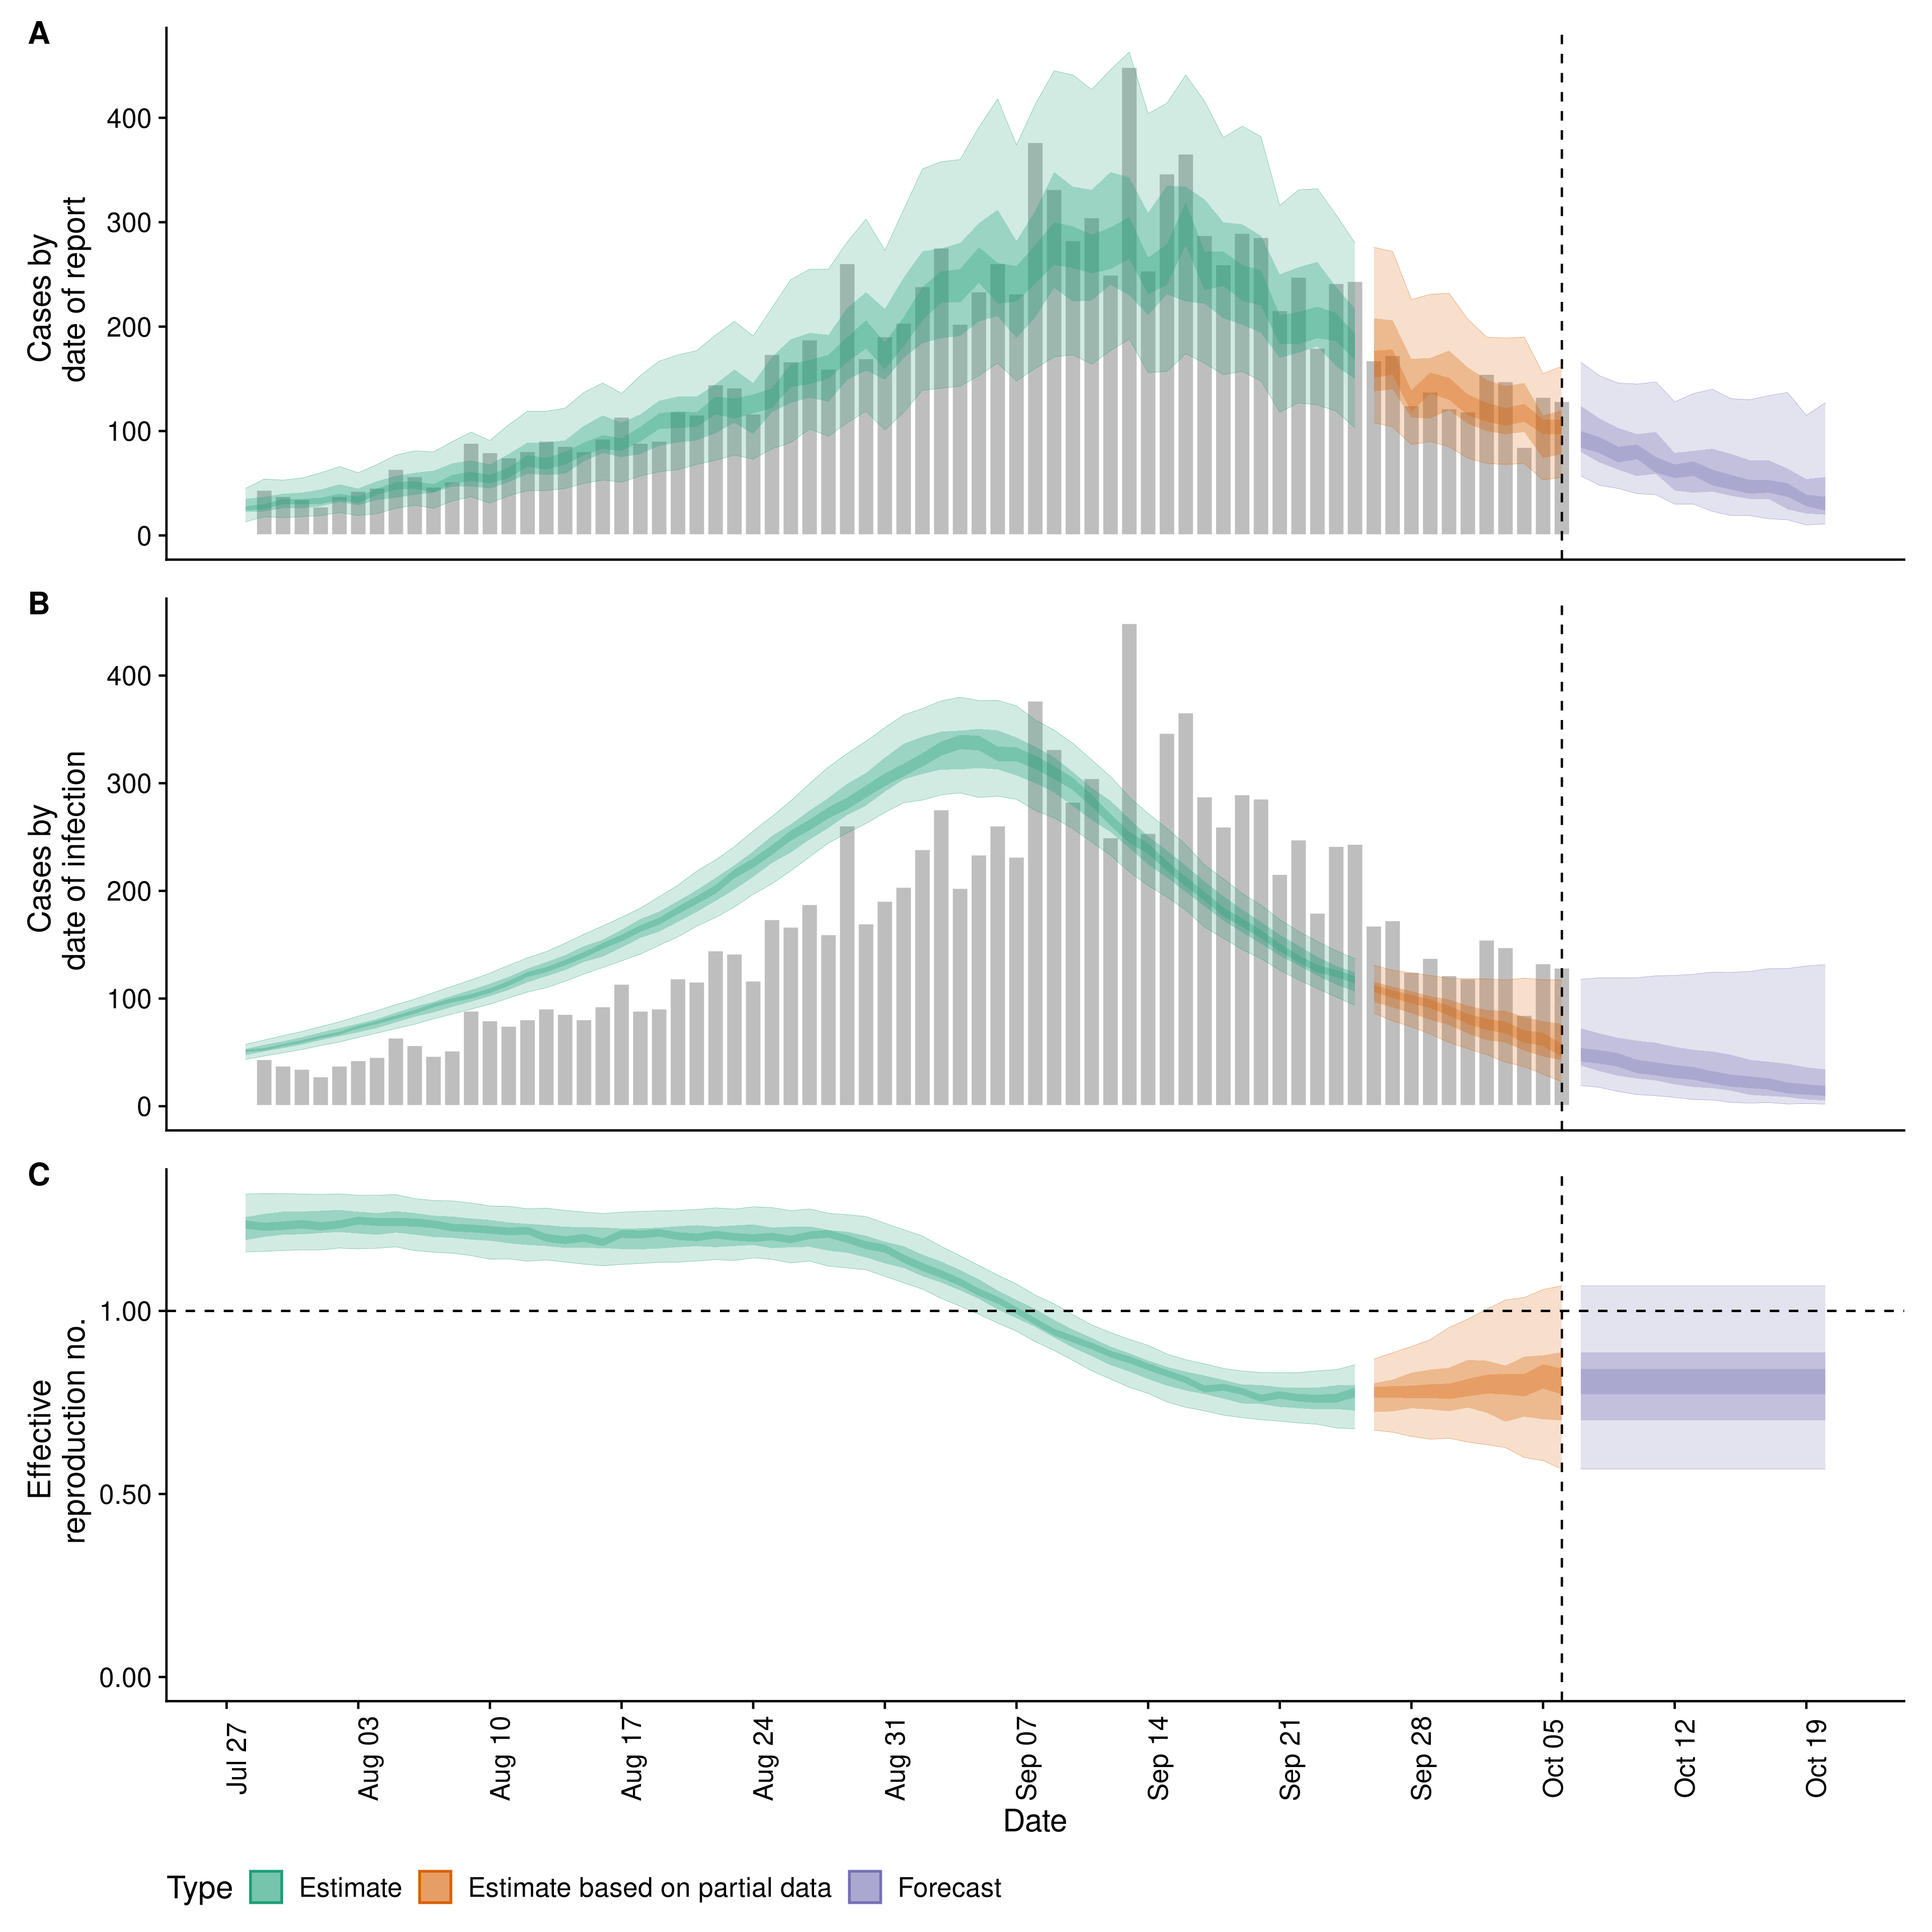 A
Cases by
date of report
400
300
200
100
0
B
Cases by
date of infection
400
300
200
100
0
C
Effective
reproduction no.
1.00
0.50
0.00
Jul 27
Aug 03
Aug 10
Aug 17
Aug 24
Aug 31
Sep 07
Sep 14
Sep 21
Sep 28
Oct 05
Oct 12
Oct 19
Date
Type Estimate Estimate based on partial data Forecast